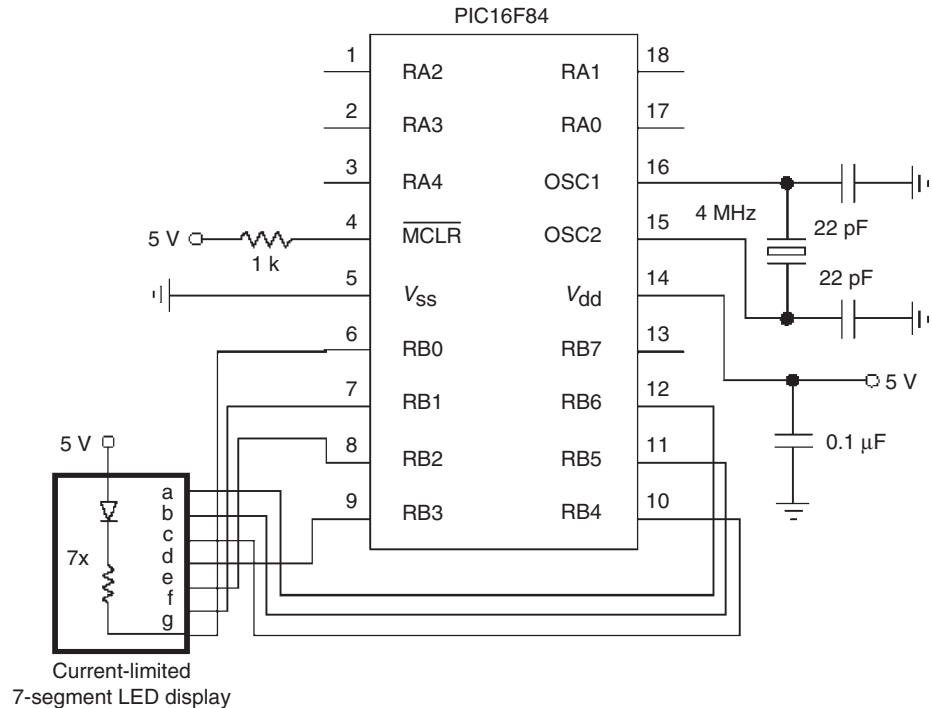 PIC16F84
1 RA2 RA1 18
2 RA3 RA0 17
3 RA4 OSC1 16
4 MCLR OSC2 15
5 Vss Vdd 14
6 RB0 RB7 13
7 RB1 RB6 12
8 RB2 RB5 11
9 RB3 RB4 10
5 V
1 k
4 MHz
22 pF
22 pF
5 V
0.1 μF
5 V
7x
a
b
c
d
e
f
g
Current-limited
7-segment LED display